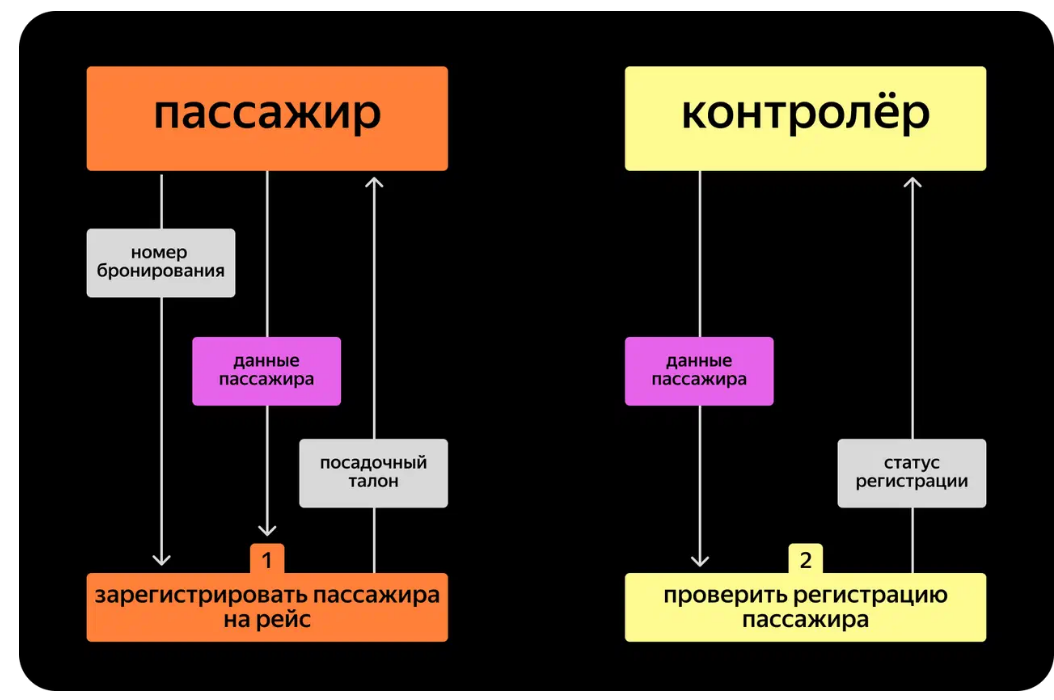 пассажир
контролёр
номер
бронирования
данные
пассажира
данные
пассажира
посадочный
талон
статус
регистрации
1
зарегистрировать пассажира
на рейс
2
проверить регистрацию
пассажира